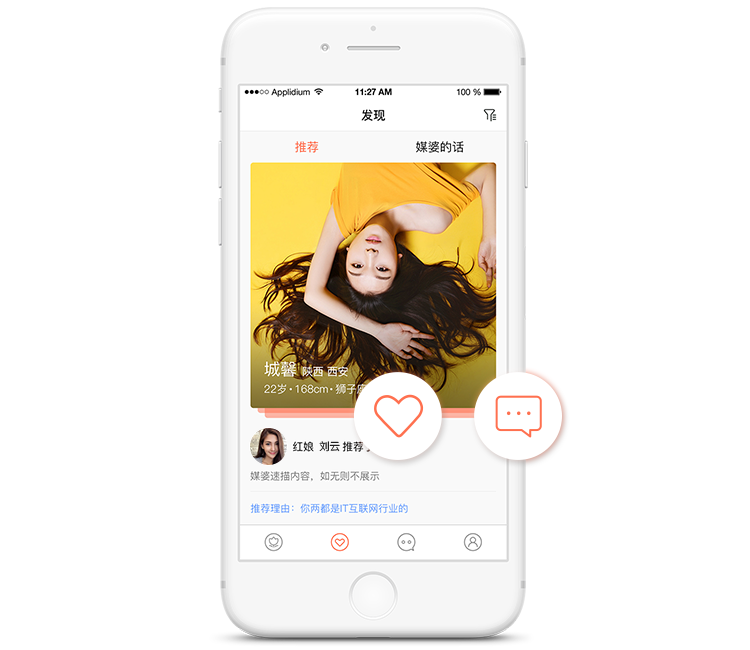 ●●●○○ Applidium 11:27 AM 100 %
发现
推荐 媒婆的话
城馨 陕西 西安
22岁·168cm·狮子座
红娘 刘云 推荐
媒婆速描内容，如无则不展示
推荐理由：你两都是IT互联网行业的